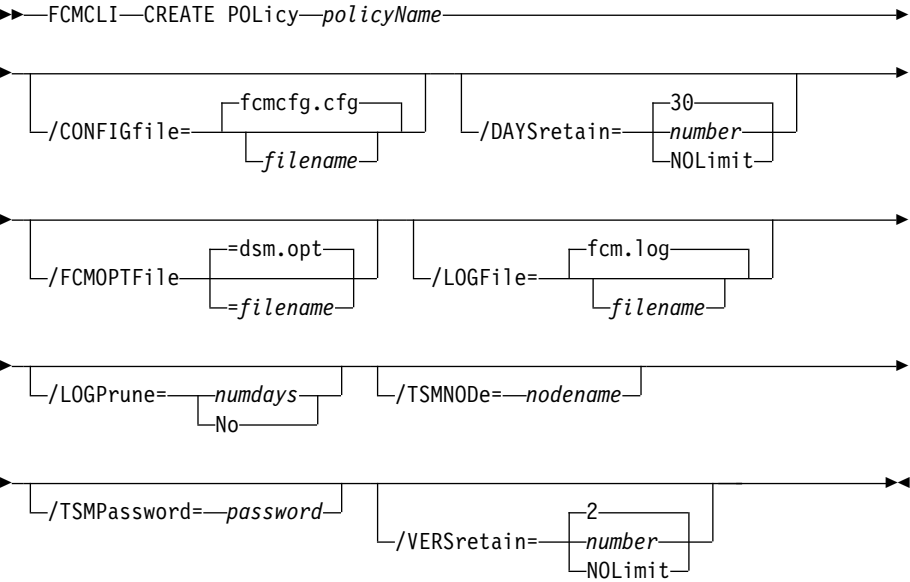 FCMCLI CREATE POLicy policyName
fcmcfg.cfg 30
/CONFIGfile= /DAYSretain= number
filename NOLimit
=dsm.opt fcm.log
/FCMOPTFile /LOGFile=
=filename filename
/LOGPrune= numdays /TSMNODe= nodename
No
/TSMPassword= password 2
/VERSretain= number
NOLimit